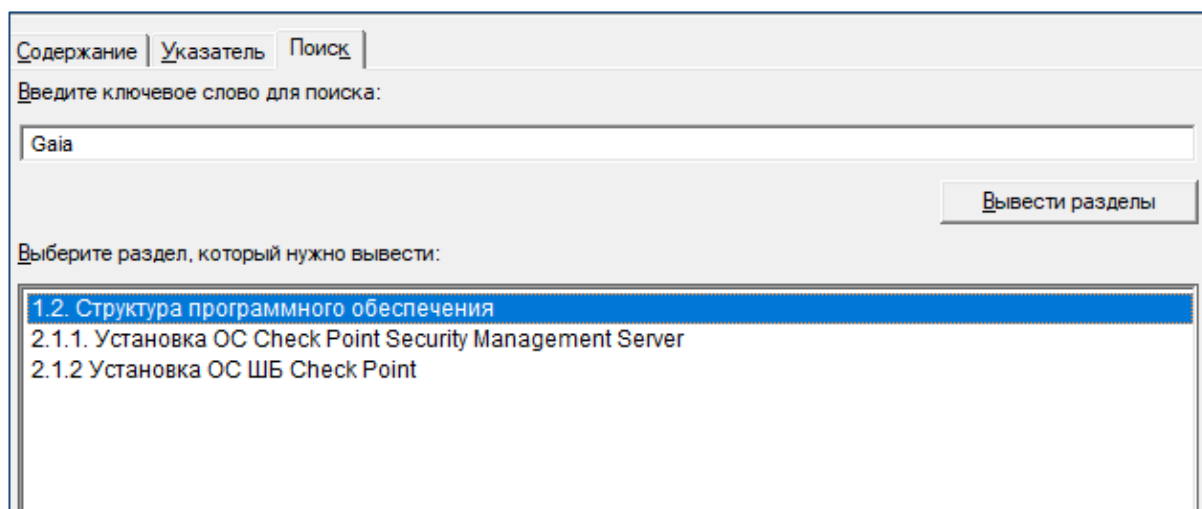 Содержание Указатель Поиск
Введите ключевое слово для поиска:
Gaia
Вывести разделы
Выберите раздел, который нужно вывести:
1.2. Структура программного обеспечения
2.1.1. Установка ОС Check Point Security Management Server
2.1.2 Установка ОС ШБ Check Point